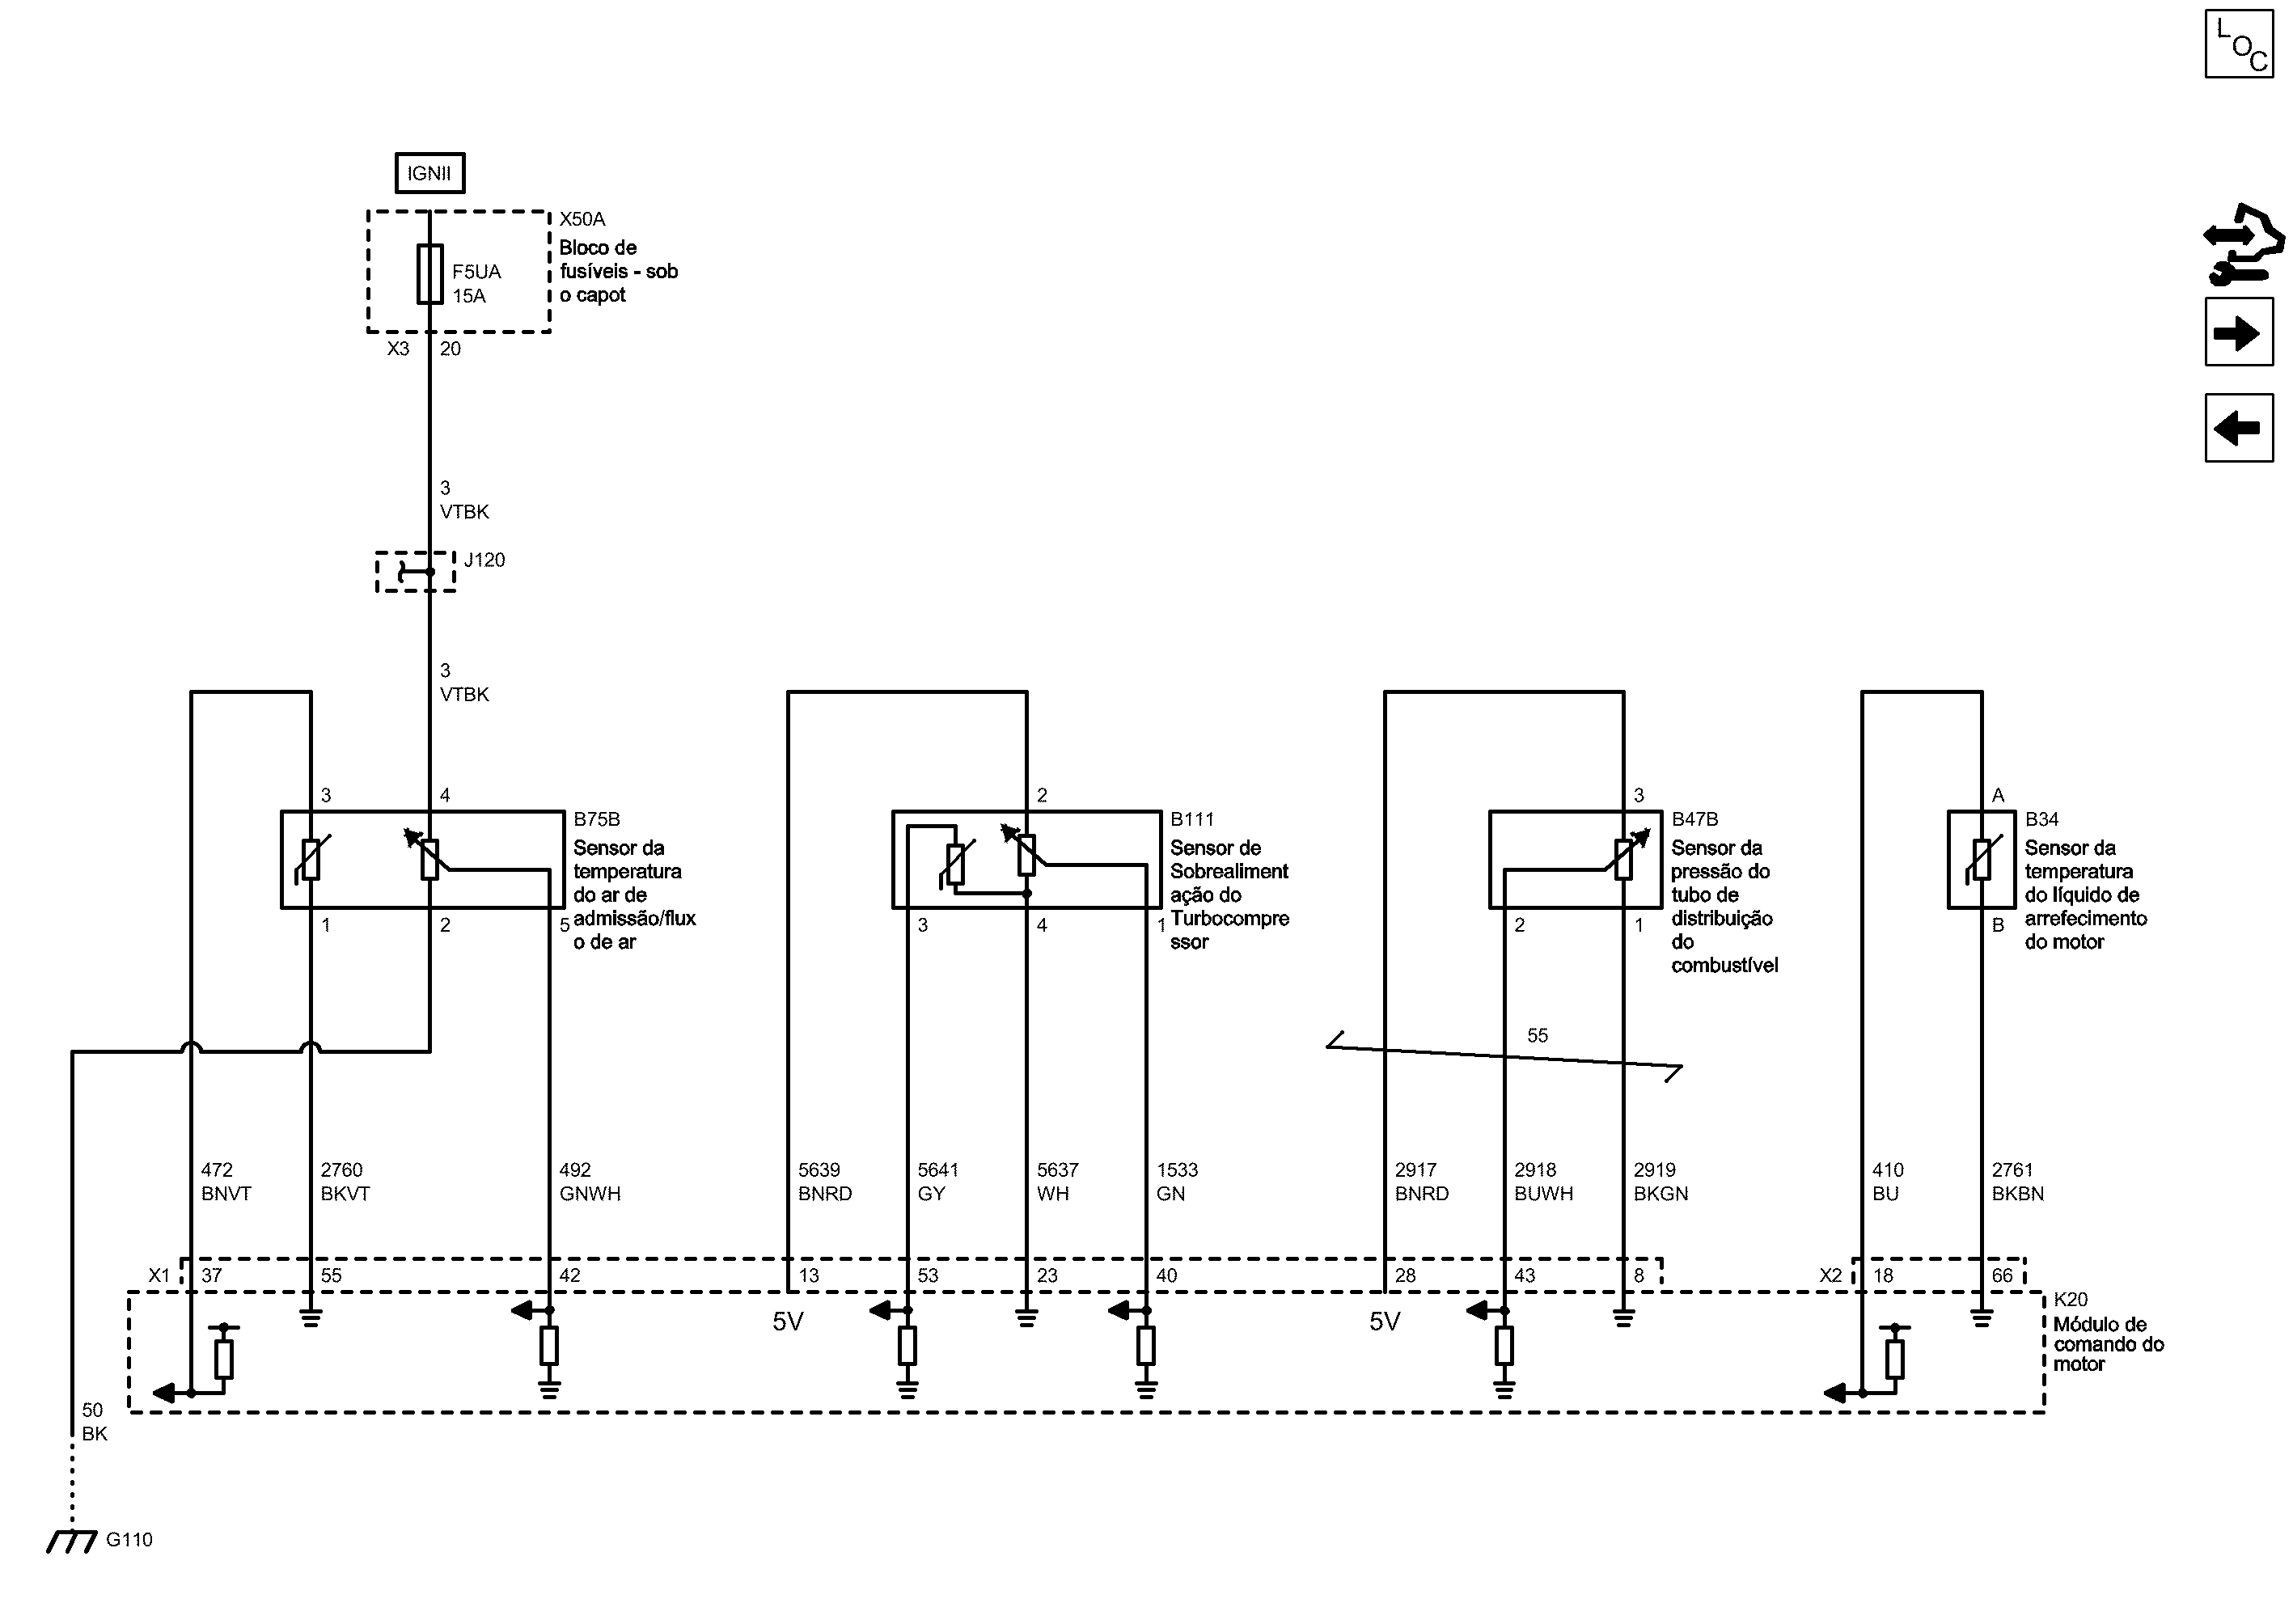 L
O
C
IGNII
X50A
Bloco de
fusíveis - sob
o capot
F5UA
15A
X3 20
3
VTBK
J120
3
VTBK
3 4
B75B
Sensor da
temperatura
do ar de
admissão/flux
o de ar
1 2 5
2
B111
Sensor de
Sobrealiment
ação do
Turbocompre
ssor
3 4 1
3
B47B
Sensor da
pressão do
tubo de
distribuição
do
combustível
2 1
A
B34
Sensor da
temperatura
do líquido de
arrefecimento
do motor
B
55
472
BNVT
2760
BKVT
492
GNWH
5639
BNRD
5641
GY
5637
WH
1533
GN
2917
BNRD
2918
BUWH
2919
BKGN
410
BU
2761
BKBN
X1 37 55 42 13 53 23 40 28 43 8 X2 18 66
5V 5V
K20
Módulo de
comando do
motor
50
BK
G110